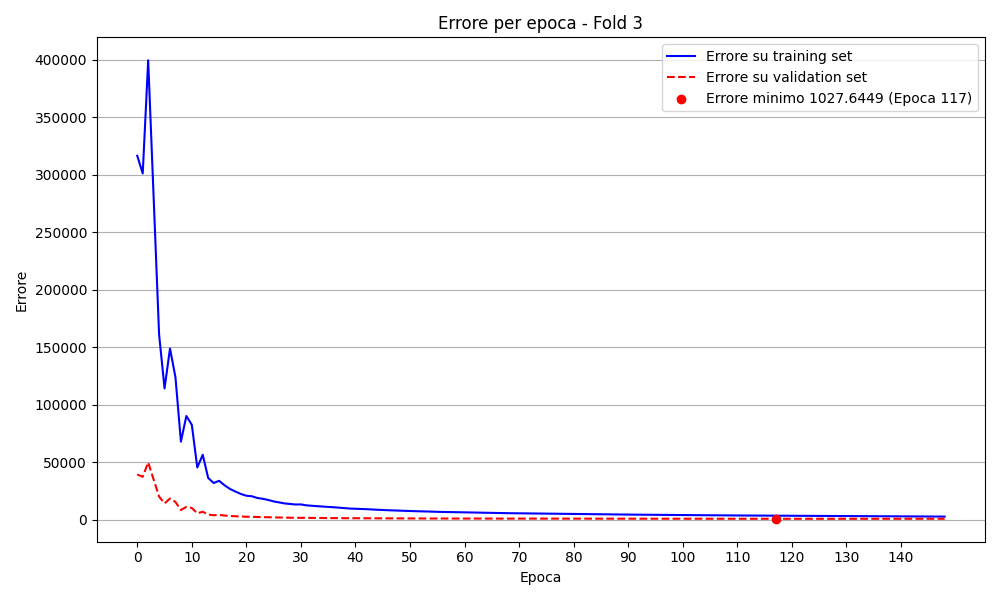 Errore per epoca - Fold 3
Errore su training set
Errore su validation set
Errore minimo 1027.6449 (Epoca 117)
Errore
400000
350000
300000
250000
200000
150000
100000
50000
0
0 10 20 30 40 50 60 70 80 90 100 110 120 130 140
Epoca